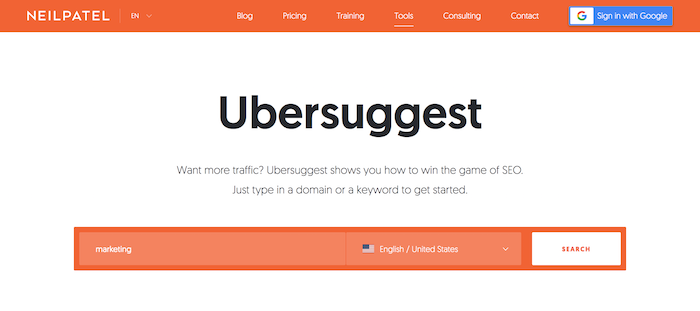 NEILPATEL EN Blog Pricing Training Tools Consulting Contact Sign in with Google
Ubersuggest
Want more traffic? Ubersuggest shows you how to win the game of SEO.
Just type in a domain or a keyword to get started.
marketing English / United States SEARCH